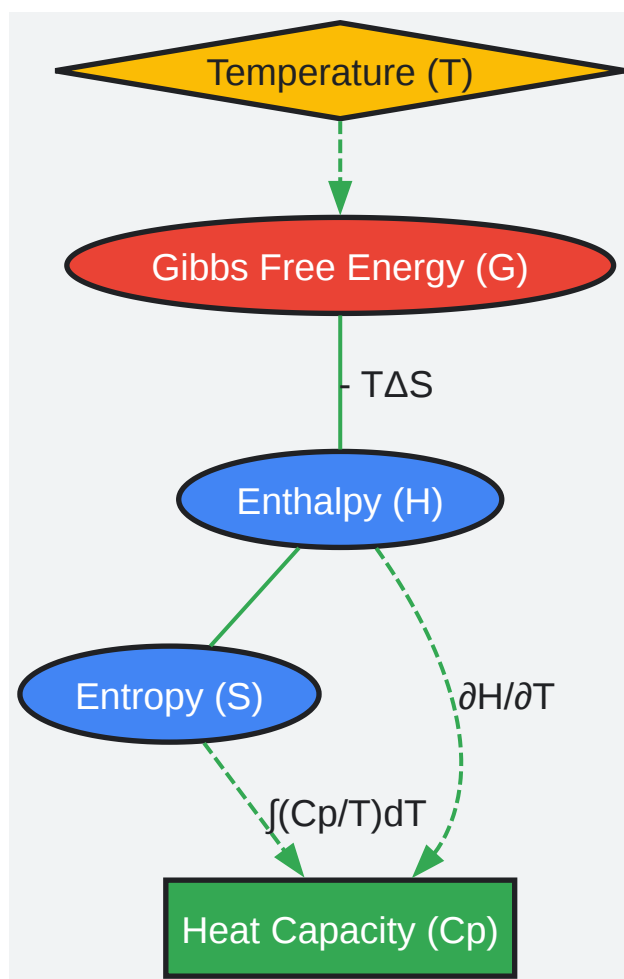 Temperature (T)
Gibbs Free Energy (G)
- TΔS
Enthalpy (H)
Entropy (S)
∂H/∂T
∫(Cp/T)dT
Heat Capacity (Cp)